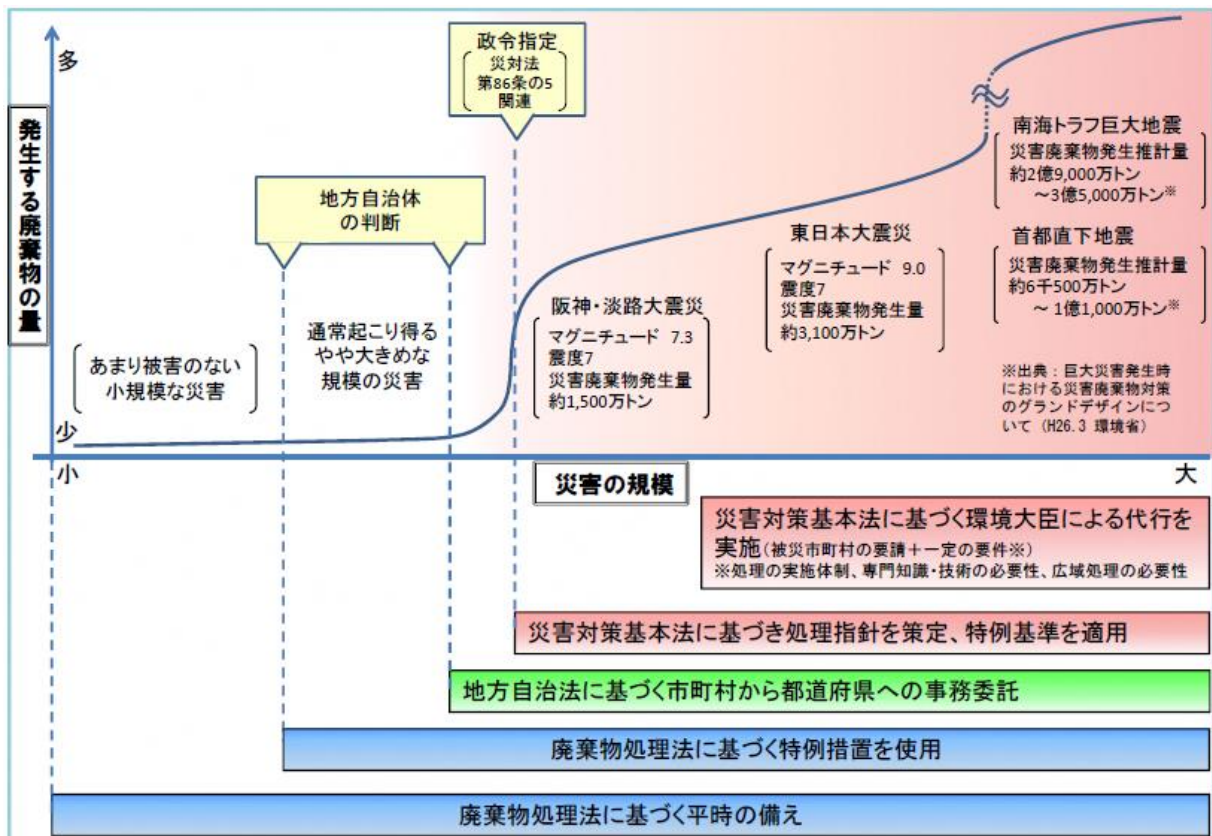 政令指定
災対法
第86条の5
関連
多
発生する廃棄物の量
地方自治体
の判断
南海トラフ巨大地震
災害廃棄物発生推計量
約2億9,000万トン
～3億5,000万トン※
東日本大震災
マグニチュード 9.0
震度7
災害廃棄物発生量
約3,100万トン
首都直下地震
災害廃棄物発生推計量
約6千500万トン
～ 1億1,000万トン※
阪神・淡路大震災
マグニチュード 7.3
震度7
災害廃棄物発生量
約1,500万トン
通常起こり得る
やや大きめな
規模の災害
あまり被害のない
小規模な災害
※出典：巨大災害発生時
における災害廃棄物対策
のグランドデザインにつ
いて（H26.3 環境省）
少
小
災害の規模
大
災害対策基本法に基づく環境大臣による代行を
実施（被災市町村の要請＋一定の要件※）
※処理の実施体制、専門知識・技術の必要性、広域処理の必要性
災害対策基本法に基づき処理指針を策定、特例基準を適用
地方自治法に基づく市町村から都道府県への事務委託
廃棄物処理法に基づく特例措置を使用
廃棄物処理法に基づく平時の備え